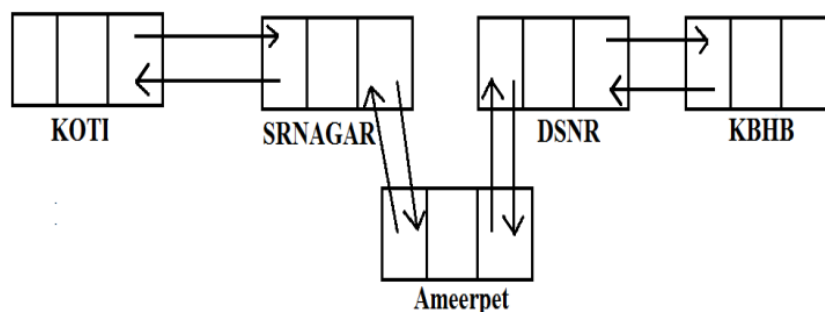 KOTI
SRNAGAR
DSNR
KBHB
Ameerpet